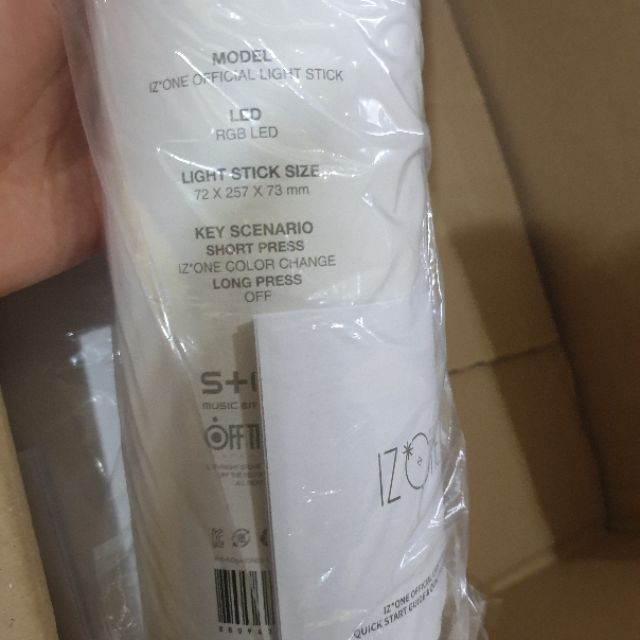 MODEL
IZ*ONE OFFICIAL LIGHT STICK
LED
RGB LED
LIGHT STICK SIZE
72 X 257 X 73 mm
KEY SCENARIO
SHORT PRESS
IZ*ONE COLOR CHANGE
LONG PRESS
OFF
MUSIC
IZ*ONE
IZ*ONE OFFICIAL
QUICK START GUIDE